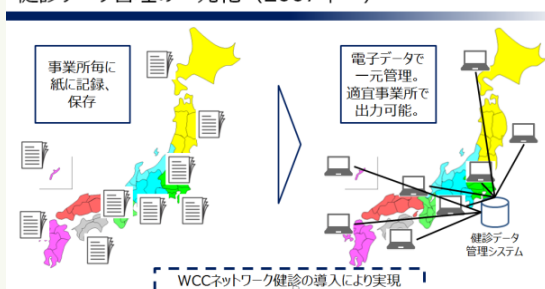 事業所毎に
紙に記録、
保存
電子データで
一元管理。
適宜事業所で
出力可能。
健診データ
管理システム
WCCネットワーク健診の導入により実現